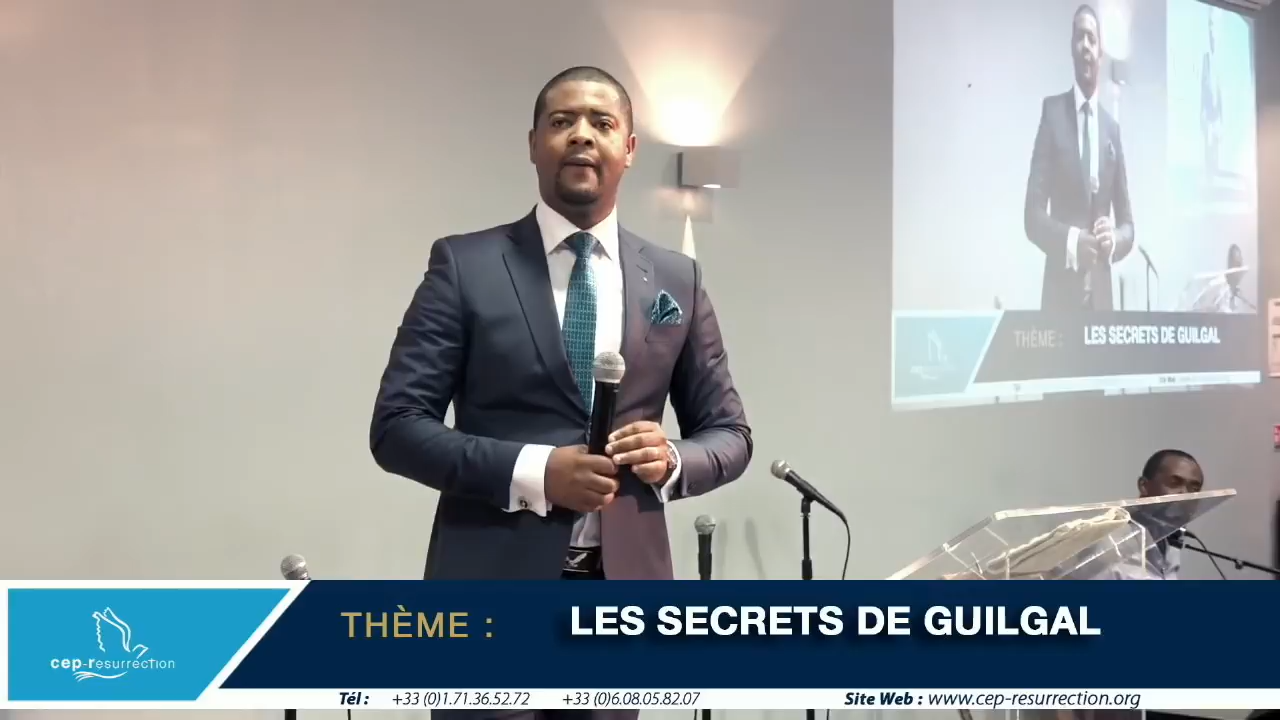 THÈME : LES SECRETS DE GUILGAL
THÈME : LES SECRETS DE GUILGAL
cep-resurrection
Tél : +33 (0)1.71.36.52.72 +33 (0)6.08.05.82.07 Site Web : www.cep-resurrection.org